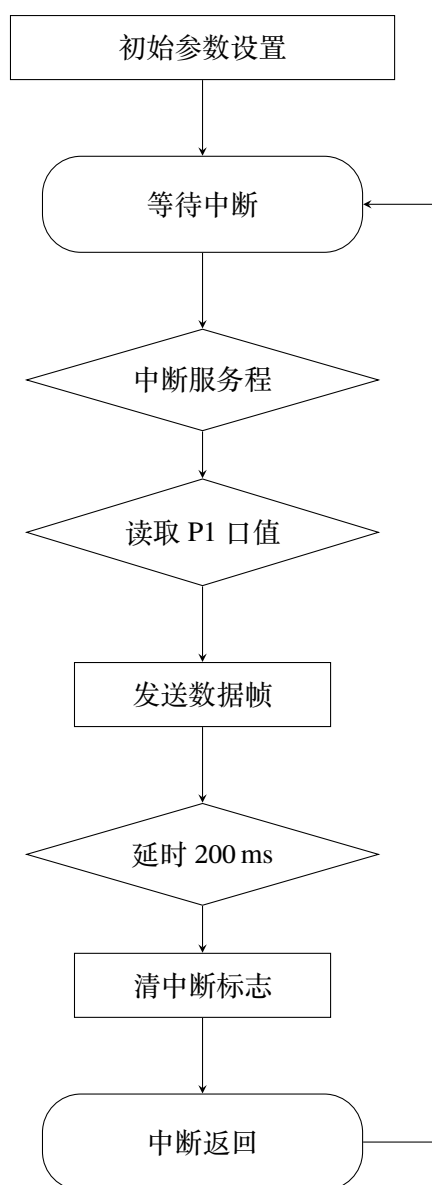 初始参数设置
等待中断
中断服务程
读取 P1 口值
发送数据帧
延时 200 ms
清中断标志
中断返回